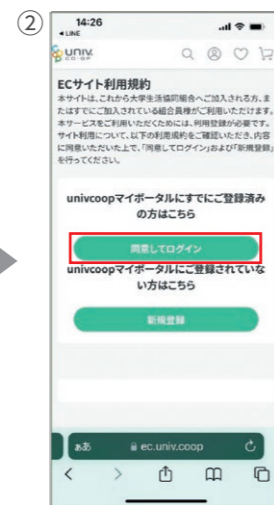 ②
14:26
◀ LINE
univ.
CO-OP
ECサイト利用規約
本サイトは、これから大学生活協同組合へご加入される方、ま
たはすでにご加入されている組合員様がご利用いただけます。
本サービスをご利用いただくためには、利用登録が必要です。
サイト利用について、以下の利用規約をご確認いただき、内容
に同意いただいた上で、「同意してログイン」および「新規登録」
を行ってください。
univcoopマイポータルにすでにご登録済み
の方はこちら
同意してログイン
univcoopマイポータルにご登録されていな
い方はこちら
新規登録
ああ
ec.univ.coop